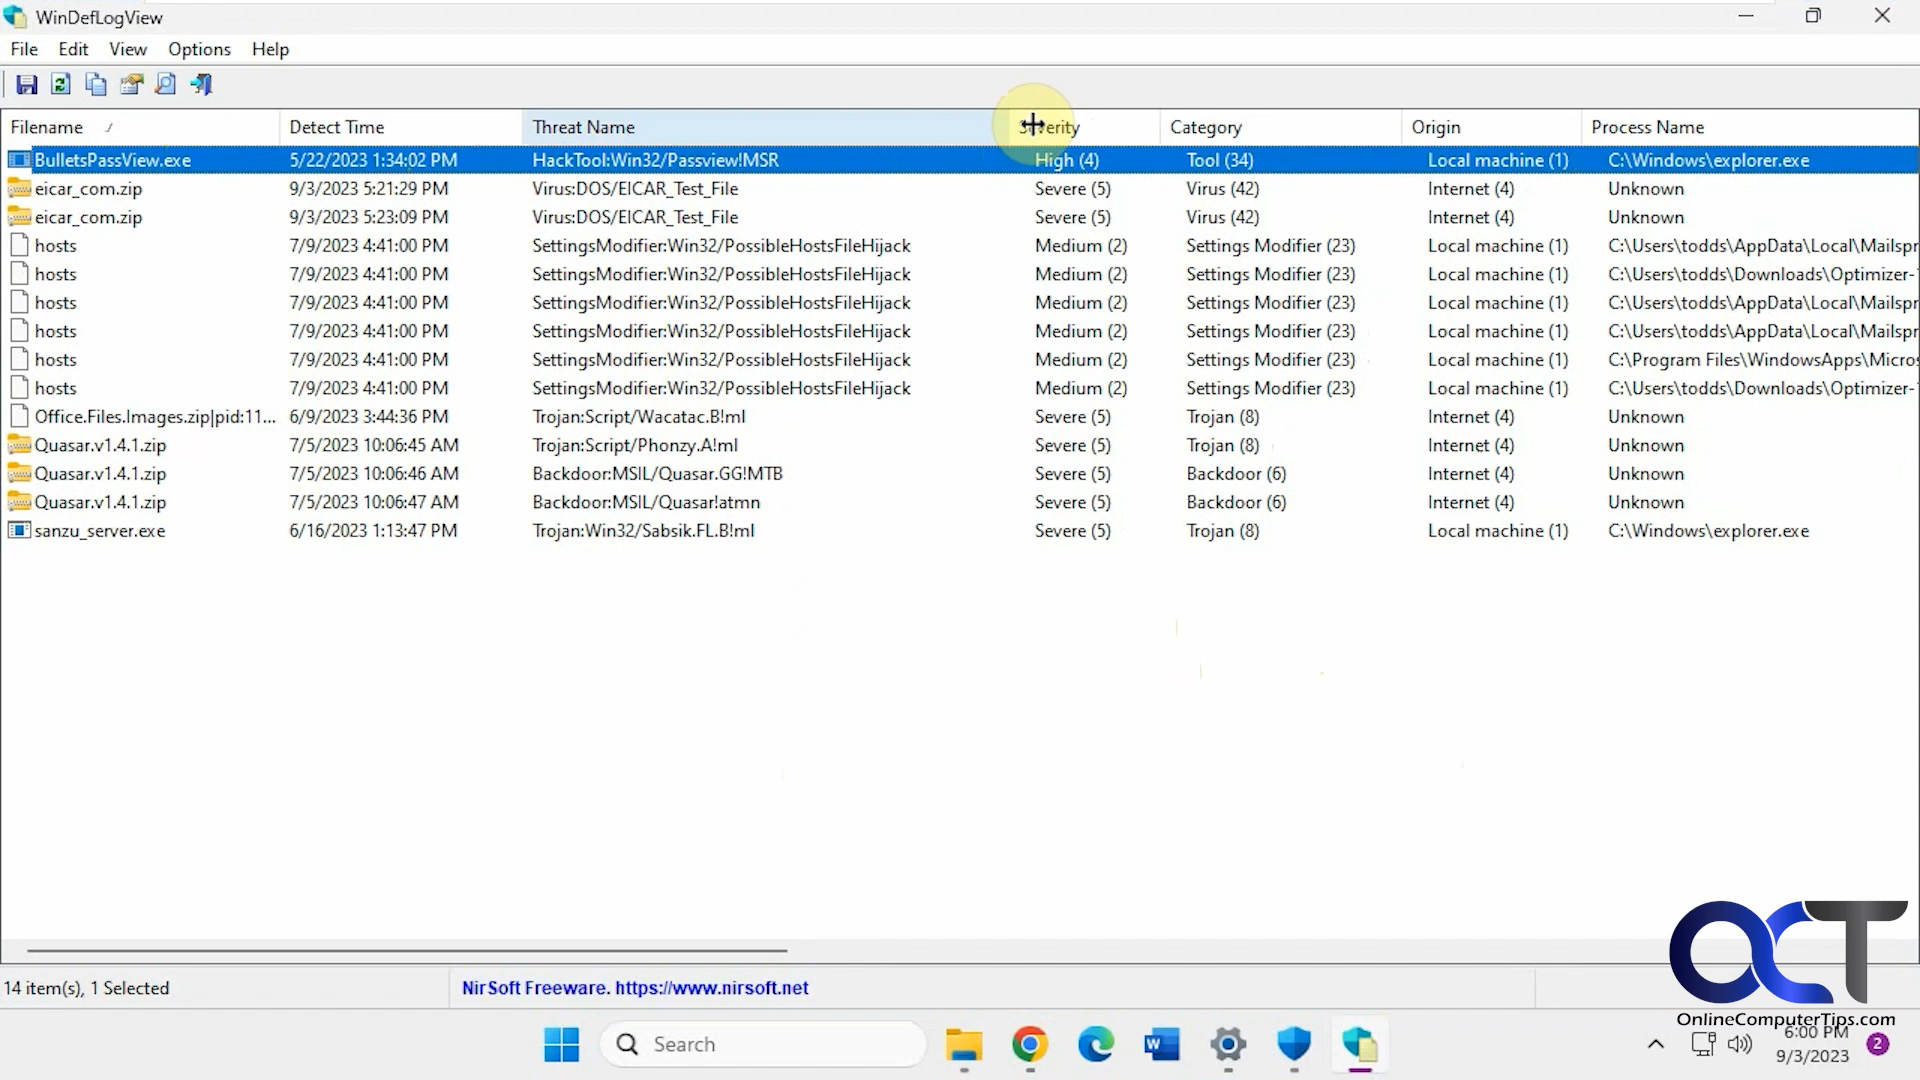 WinDefLogView
File Edit View Options Help
Filename Detect Time Threat Name Severity Category Origin Process Name
BulletsPassView.exe 5/22/2023 1:34:02 PM HackTool:Win32/Passview!MSR High (4) Tool (34) Local machine (1) C:\Windows\explorer.exe
eicar_com.zip 9/3/2023 5:21:29 PM Virus:DOS/EICAR_Test_File Severe (5) Virus (42) Internet (4) Unknown
eicar_com.zip 9/3/2023 5:23:09 PM Virus:DOS/EICAR_Test_File Severe (5) Virus (42) Internet (4) Unknown
hosts 7/9/2023 4:41:00 PM SettingsModifier:Win32/PossibleHostsFileHijack Medium (2) Settings Modifier (23) Local machine (1) C:\Users\todds\AppData\Local\Mailspr
hosts 7/9/2023 4:41:00 PM SettingsModifier:Win32/PossibleHostsFileHijack Medium (2) Settings Modifier (23) Local machine (1) C:\Users\todds\Downloads\Optimizer-
hosts 7/9/2023 4:41:00 PM SettingsModifier:Win32/PossibleHostsFileHijack Medium (2) Settings Modifier (23) Local machine (1) C:\Users\todds\AppData\Local\Mailspr
hosts 7/9/2023 4:41:00 PM SettingsModifier:Win32/PossibleHostsFileHijack Medium (2) Settings Modifier (23) Local machine (1) C:\Users\todds\AppData\Local\Mailspr
hosts 7/9/2023 4:41:00 PM SettingsModifier:Win32/PossibleHostsFileHijack Medium (2) Settings Modifier (23) Local machine (1) C:\Program Files\WindowsApps\Micros
hosts 7/9/2023 4:41:00 PM SettingsModifier:Win32/PossibleHostsFileHijack Medium (2) Settings Modifier (23) Local machine (1) C:\Users\todds\Downloads\Optimizer-
Office.Files.Images.zip|pid:11... 6/9/2023 3:44:36 PM Trojan:Script/Wacatac.B!ml Severe (5) Trojan (8) Internet (4) Unknown
Quasar.v1.4.1.zip 7/5/2023 10:06:45 AM Trojan:Script/Phonzy.A!ml Severe (5) Trojan (8) Internet (4) Unknown
Quasar.v1.4.1.zip 7/5/2023 10:06:46 AM Backdoor:MSIL/Quasar.GG!MTB Severe (5) Backdoor (6) Internet (4) Unknown
Quasar.v1.4.1.zip 7/5/2023 10:06:47 AM Backdoor:MSIL/Quasar!atmn Severe (5) Backdoor (6) Internet (4) Unknown
sanzu_server.exe 6/16/2023 1:13:47 PM Trojan:Win32/Sabsik.FL.B!ml Severe (5) Trojan (8) Local machine (1) C:\Windows\explorer.exe
14 item(s), 1 Selected NirSoft Freeware. https://www.nirsoft.net
OCT
OnlineComputerTips.com
Search W 6:00 PM
9/3/2023 2